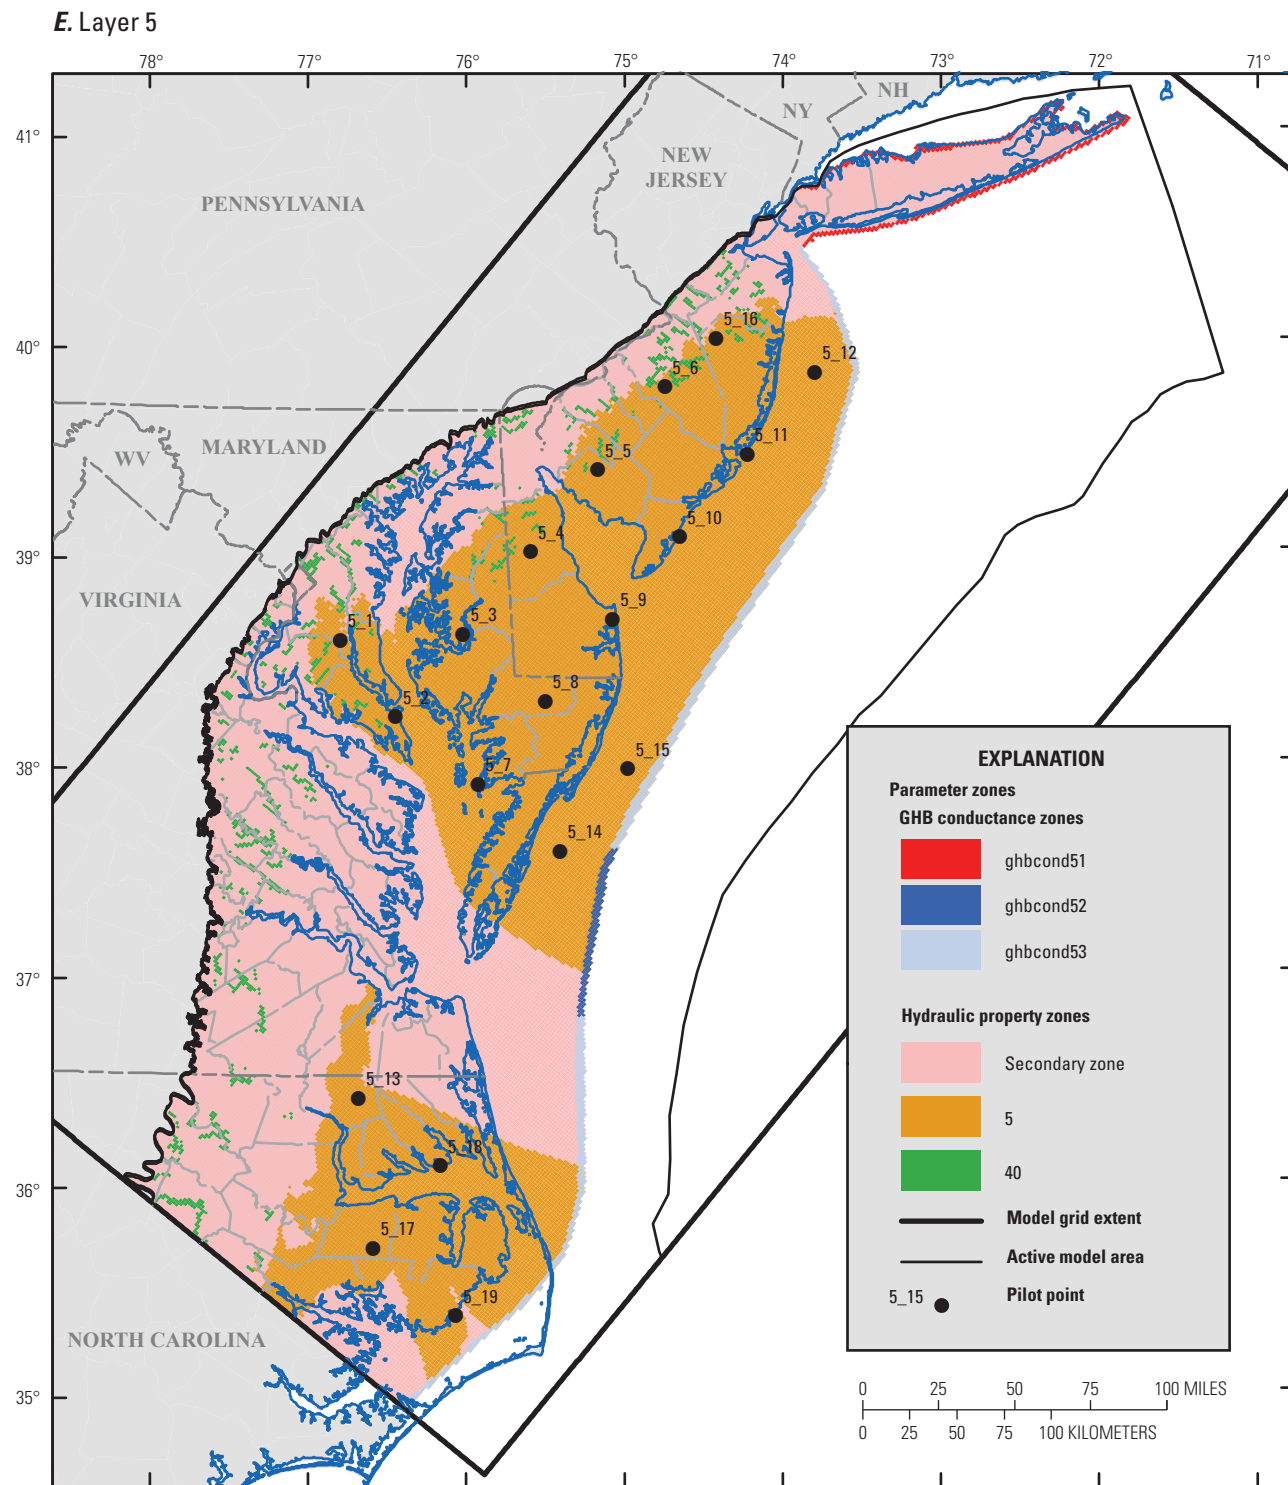 E. Layer 5
78° 77° 76° 75° 74° 73° 72° 71°
41°
40°
39°
38°
37°
36°
35°
NH
NY
NEW
JERSEY
PENNSYLVANIA
MARYLAND
WV
VIRGINIA
NORTH CAROLINA
5_16
5_12
5_6
5_11
5_5
5_10
5_4
5_9
5_3
5_1
5_8
5_2
5_15
5_7
5_14
5_13
5_18
5_17
5_19
EXPLANATION
Parameter zones
GHB conductance zones
ghbcond51
ghbcond52
ghbcond53
Hydraulic property zones
Secondary zone
5
40
Model grid extent
Active model area
5_15 Pilot point
0 25 50 75 100 MILES
0 25 50 75 100 KILOMETERS